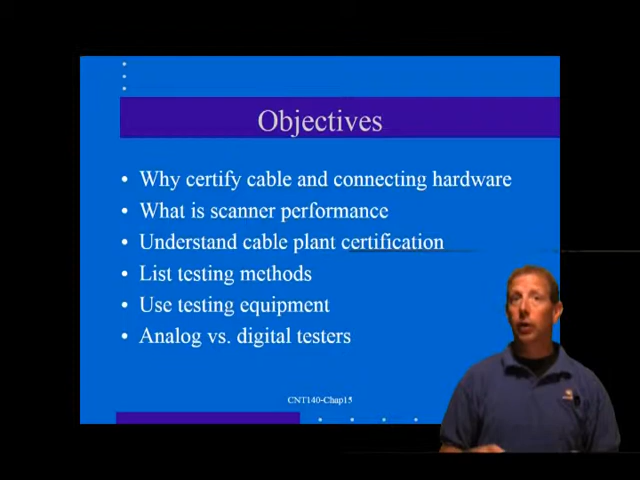 Objectives
• Why certify cable and connecting hardware
• What is scanner performance
• Understand cable plant certification
• List testing methods
• Use testing equipment
• Analog vs. digital testers
CNT140-Chap15